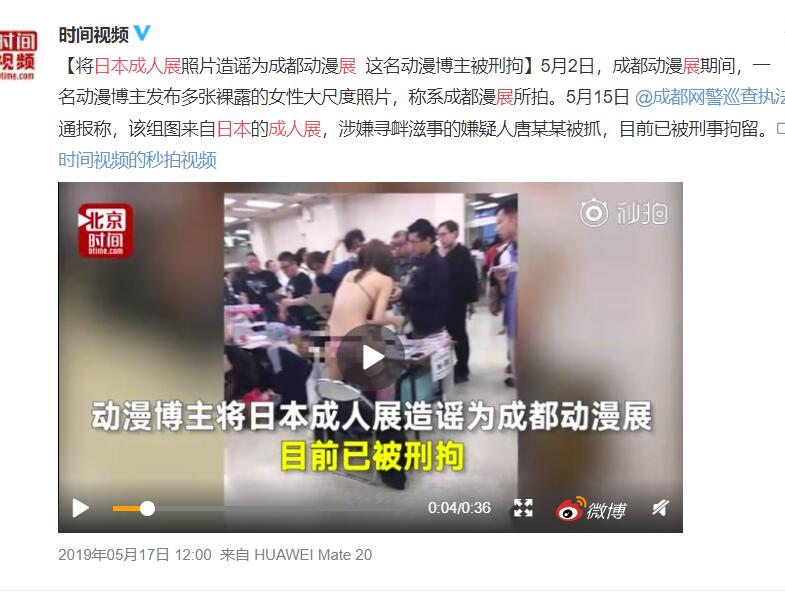 时间
视频
time.com
时间视频
【将日本成人展照片造谣为成都动漫展 这名动漫博主被刑拘】5月2日，成都动漫展期间，一
名动漫博主发布多张裸露的女性大尺度照片，称系成都漫展所拍。5月15日 @成都网警巡查执法
通报称，该组图来自日本的成人展，涉嫌寻衅滋事的嫌疑人唐某某被抓，目前已被刑事拘留。
时间视频的秒拍视频
北京
时间
btime.com
秒拍
动漫博主将日本成人展造谣为成都动漫展
目前已被刑拘
0:04/0:36
微博
2019年05月17日 12:00 来自 HUAWEI Mate 20